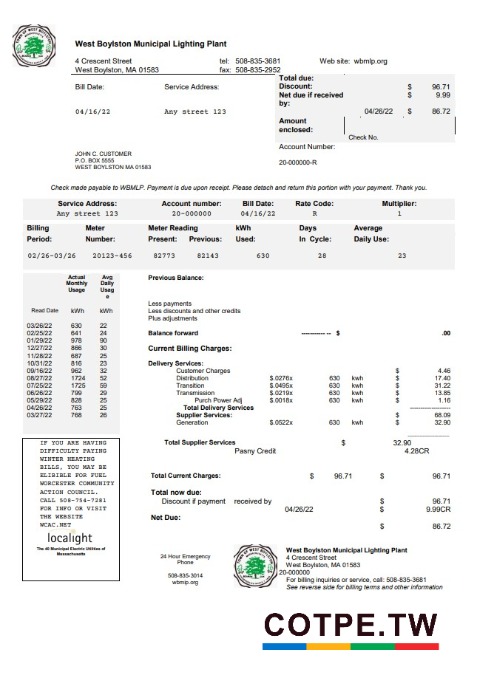 West Boylston Municipal Lighting Plant
4 Crescent Street tel: 508-835-3681 Web site: wbmlp.org
West Boylston, MA 01583 fax: 508-835-2952
Bill Date: Service Address:
04/16/22 Any street 123
Total due: $ 96.71
Discount: $ 9.99
Net due if received
by: 04/26/22 $ 86.72
Amount
enclosed:
Check No.
Account Number:
20-000000-R
JOHN C. CUSTOMER
P.O. BOX 5555
WEST BOYLSTON MA 01583
Check made payable to WBMLP. Payment is due upon receipt. Please detach and return this portion with your payment. Thank you.
Service Address: Account number: Bill Date: Rate Code: Multiplier:
Any street 123 20-000000 04/16/22 R 1
Billing Meter Meter Reading kWh Days Average
Period: Number: Present: Previous: Used: In Cycle: Daily Use:
02/26-03/26 20123-456 82773 82143 630 28 23
Actual Avg
Monthly Daily
Usage Usag
e
Read Date kWh kWh
03/26/22 630 22
02/25/22 641 24
01/29/22 978 90
12/27/22 866 30
11/28/22 687 25
10/31/22 816 23
09/16/22 962 32
08/27/22 1724 52
07/25/22 1725 59
06/26/22 799 29
05/29/22 828 25
04/26/22 763 25
03/27/22 768 26
Previous Balance:
Less payments
Less discounts and other credits
Plus adjustments
Balance forward ----------- $ .00
Current Billing Charges:
Delivery Services:
Customer Charges $ 4.46
Distribution $.0276x 630 kwh $ 17.40
Transition $.0495x 630 kwh $ 31.22
Transmission $.0219x 630 kwh $ 13.85
Purch Power Adj $.0018x 630 kwh $ 1.16
Total Delivery Services
Supplier Services: $ 68.09
Generation $.0522x 630 kwh $ 32.90
Total Supplier Services $ 32.90
Pasny Credit 4.28CR
Total Current Charges: $ 96.71 $ 96.71
Total now due: $ 96.71
Discount if payment received by
04/26/22 $ 9.99CR
Net Due: $ 86.72
IF YOU ARE HAVING
DIFFICULTY PAYING
WINTER HEATING
BILLS, YOU MAY BE
ELIBIBLE FOR FUEL
WORCESTER COMMUNITY
ACTION COUNCIL.
CALL 508-754-7281
FOR INFO OR VISIT
THE WEBSITE
WCAC.NET
localight
The 40 Municipal Electric Utilities of
Massachusetts
24 Hour Emergency
Phone
508-835-3014
wbmlp.org
West Boylston Municipal Lighting Plant
4 Crescent Street
West Boylston, MA 01583
20-000000
For billing inquiries or service, call: 508-835-3681
See reverse side for billing terms and other information
COTPE.TW